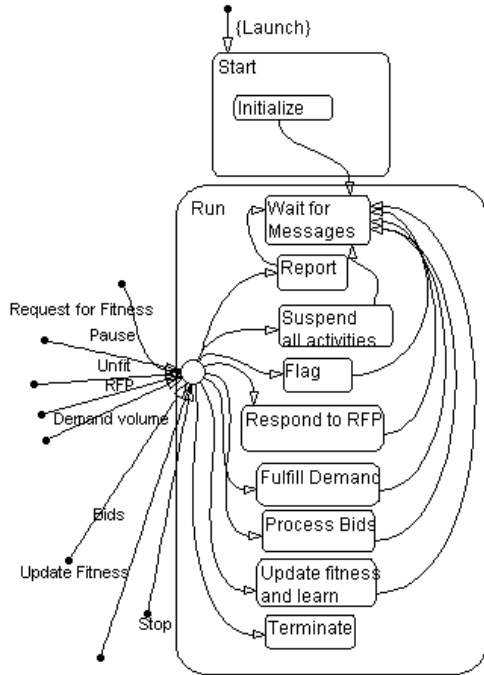 {Launch}
Start
Initialize
Run
Wait for
Messages
Report
Request for Fitness
Suspend
all activities
Pause
Unfit
Flag
RFP
Demand volume
Respond to RFP
Fulfill Demand
Bids
Process Bids
Update Fitness
Update fitness
and learn
Stop
Terminate